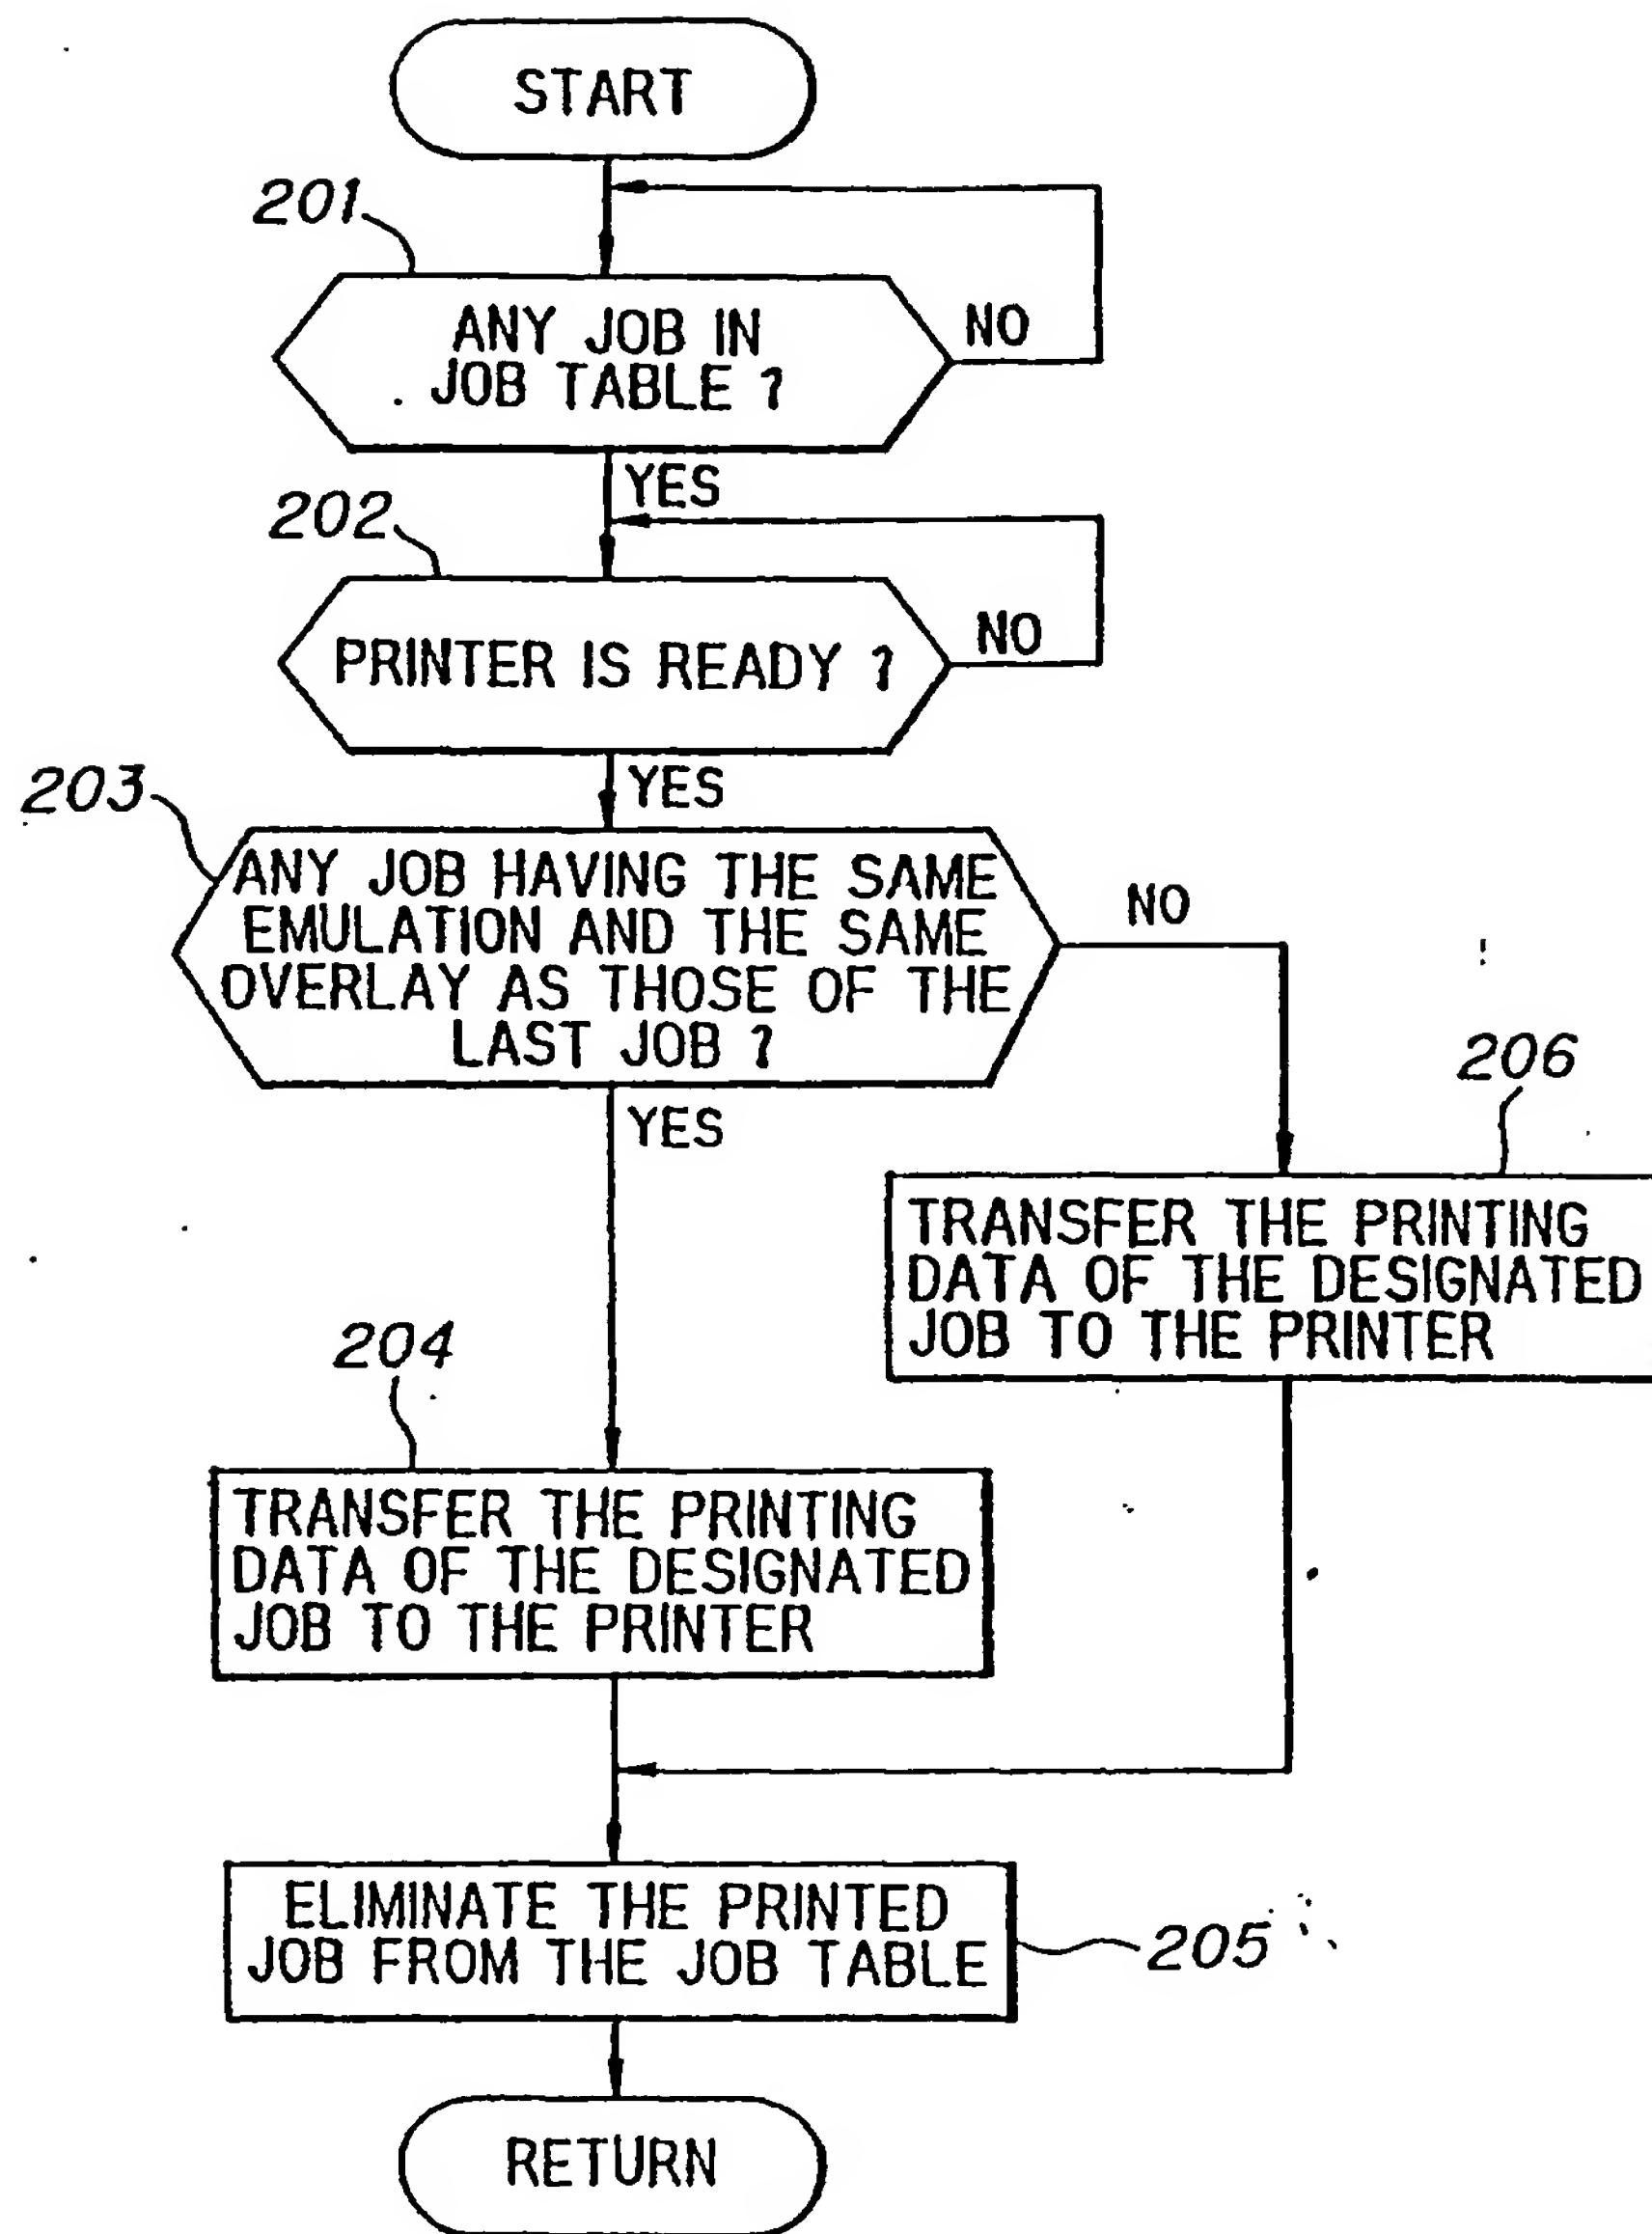 START
201
ANY JOB IN
JOB TABLE ?
NO
YES
202
PRINTER IS READY ?
NO
YES
203
ANY JOB HAVING THE SAME
EMULATION AND THE SAME
OVERLAY AS THOSE OF THE
LAST JOB ?
NO
YES
206
TRANSFER THE PRINTING
DATA OF THE DESIGNATED
JOB TO THE PRINTER
204
TRANSFER THE PRINTING
DATA OF THE DESIGNATED
JOB TO THE PRINTER
ELIMINATE THE PRINTED
JOB FROM THE JOB TABLE
205
RETURN